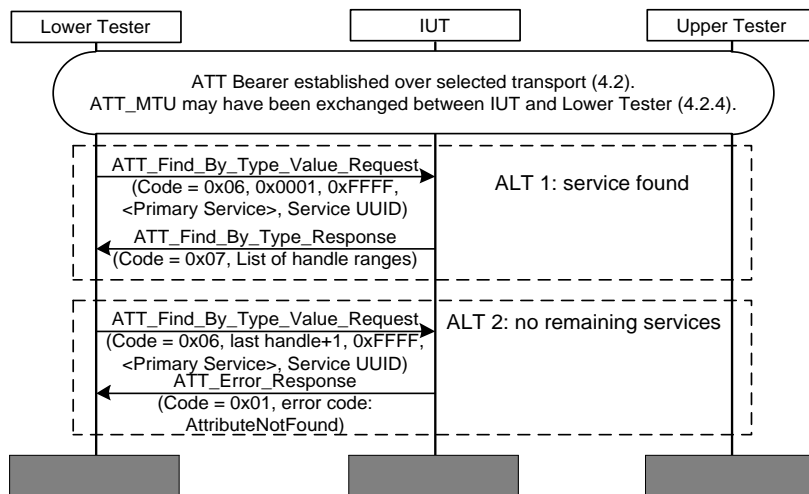 Lower Tester
IUT
Upper Tester
ATT Bearer established over selected transport (4.2).
ATT_MTU may have been exchanged between IUT and Lower Tester (4.2.4).
ATT_Find_By_Type_Value_Request
(Code = 0x06, 0x0001, 0xFFFF,
<Primary Service>, Service UUID)
ALT 1: service found
ATT_Find_By_Type_Response
(Code = 0x07, List of handle ranges)
ATT_Find_By_Type_Value_Request
(Code = 0x06, last handle+1, 0xFFFF,
<Primary Service>, Service UUID)
ALT 2: no remaining services
ATT_Error_Response
(Code = 0x01, error code:
AttributeNotFound)